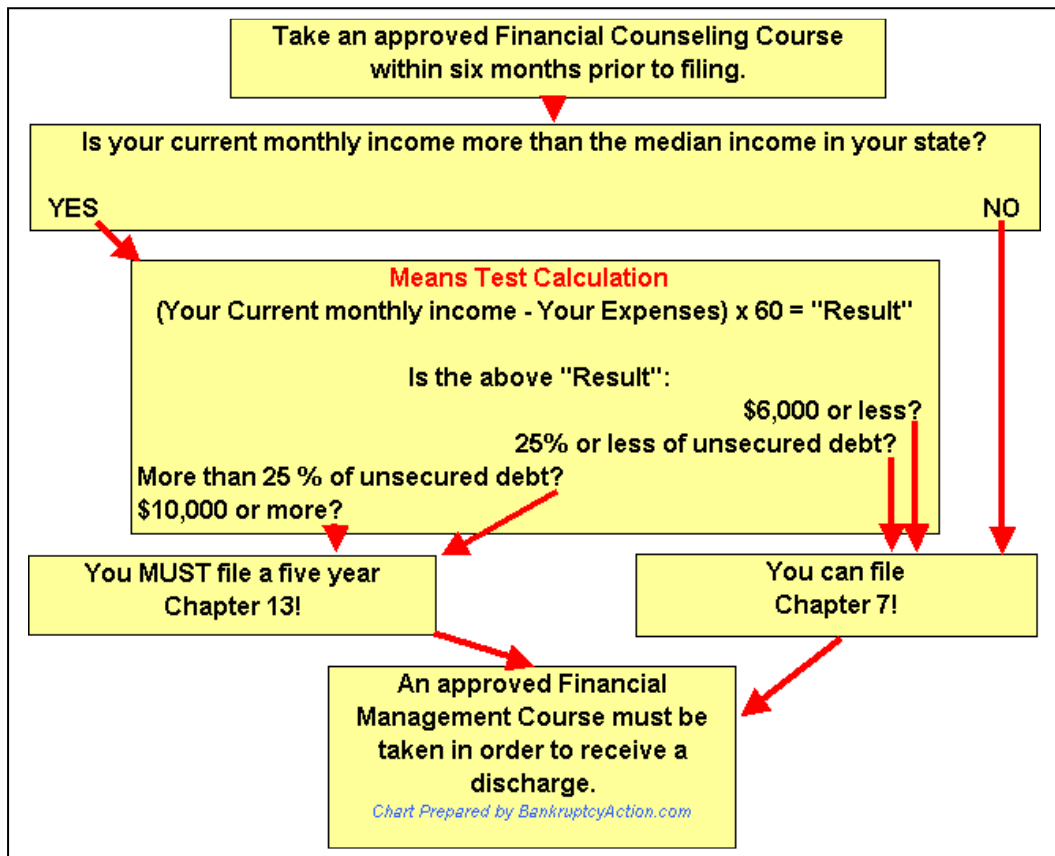 Take an approved Financial Counseling Course
within six months prior to filing.
Is your current monthly income more than the median income in your state?
YES
NO
Means Test Calculation
(Your Current monthly income - Your Expenses) x 60 = "Result"
Is the above "Result":
$6,000 or less?
25% or less of unsecured debt?
More than 25 % of unsecured debt?
$10,000 or more?
You MUST file a five year
Chapter 13!
You can file
Chapter 7!
An approved Financial
Management Course must be
taken in order to receive a
discharge.
Chart Prepared by BankruptcyAction.com